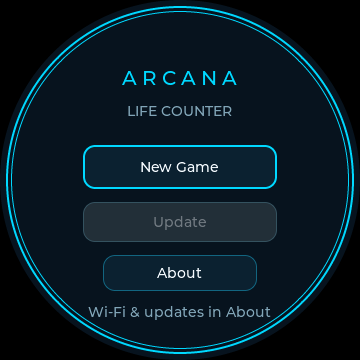 ARCANA
LIFE COUNTER
New Game
Update
About
Wi-Fi & updates in About